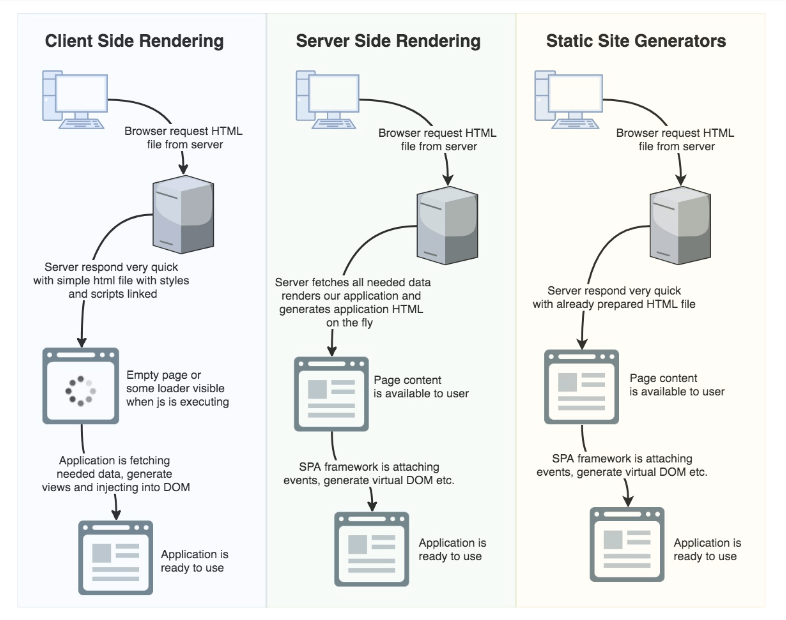 Client Side Rendering
Browser request HTML
file from server
Server respond very quick
with simple html file with styles
and scripts linked
Empty page or
some loader visible
when js is executing
Application is fetching
needed data, generate
views and injecting into DOM
Application is
ready to use
Server Side Rendering
Browser request HTML
file from server
Server fetches all needed data
renders our application and
generates application HTML
on the fly
Page content
is available to user
SPA framework is attaching
events, generate virtual DOM etc.
Application is
ready to use
Static Site Generators
Browser request HTML
file from server
Server respond very quick
with already prepared HTML file
Page content
is available to user
SPA framework is attaching
events, generate virtual DOM etc.
Application is
ready to use